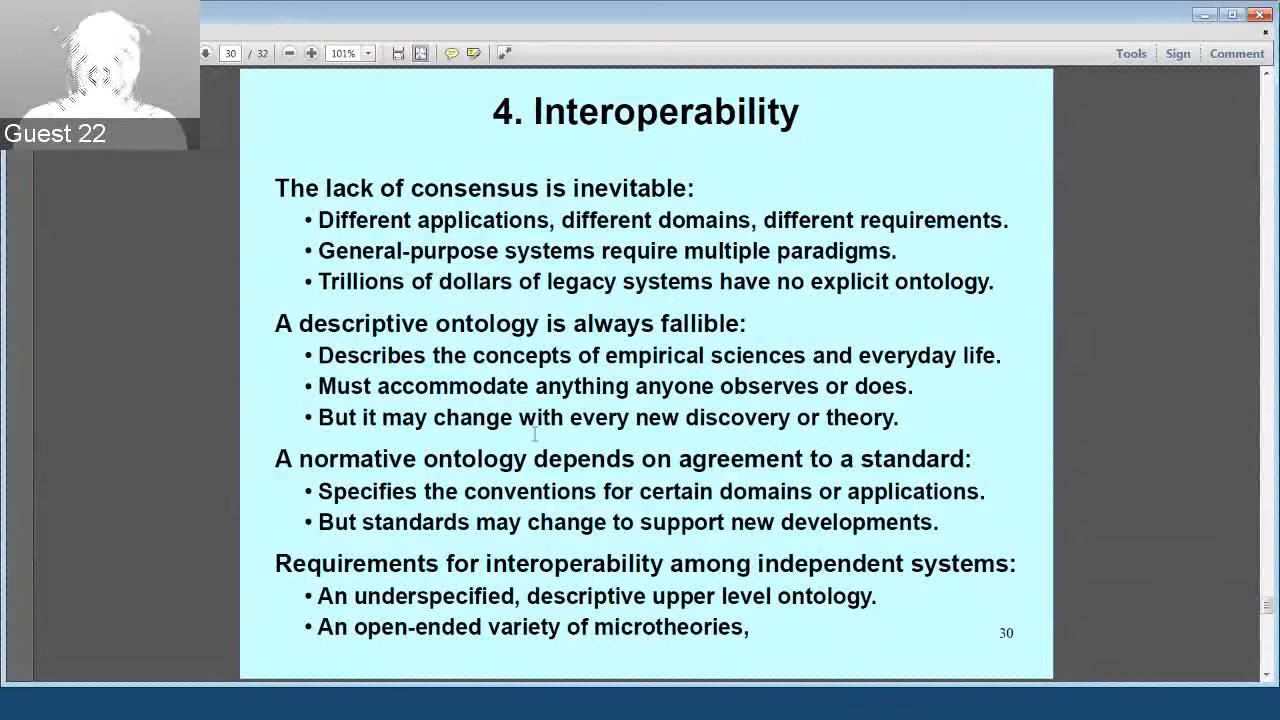 30 / 32 101% Tools Sign Comment
Guest 22
4. Interoperability
The lack of consensus is inevitable:
• Different applications, different domains, different requirements.
• General-purpose systems require multiple paradigms.
• Trillions of dollars of legacy systems have no explicit ontology.
A descriptive ontology is always fallible:
• Describes the concepts of empirical sciences and everyday life.
• Must accommodate anything anyone observes or does.
• But it may change with every new discovery or theory.
A normative ontology depends on agreement to a standard:
• Specifies the conventions for certain domains or applications.
• But standards may change to support new developments.
Requirements for interoperability among independent systems:
• An underspecified, descriptive upper level ontology.
• An open-ended variety of microtheories,
30